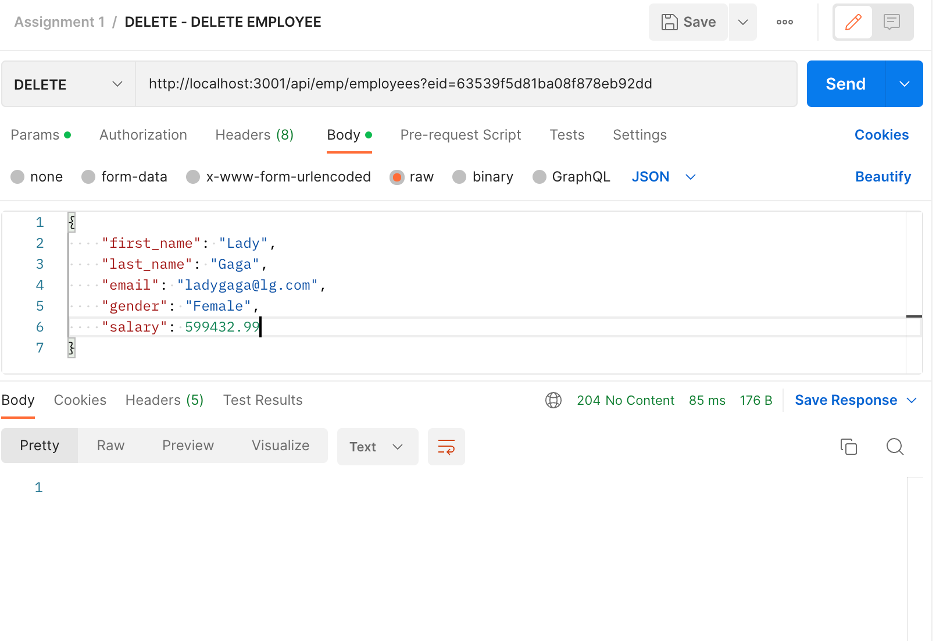 Assignment 1 / DELETE - DELETE EMPLOYEE Save
DELETE http://localhost:3001/api/emp/employees?eid=63539f5d81ba08f878eb92dd Send
Params Authorization Headers (8) Body Pre-request Script Tests Settings Cookies
none form-data x-www-form-urlencoded raw binary GraphQL JSON Beautify
1 {
2 "first_name": "Lady",
3 "last_name": "Gaga",
4 "email": "ladygaga@lg.com",
5 "gender": "Female",
6 "salary": 599432.99
7 }
Body Cookies Headers (5) Test Results 204 No Content 85 ms 176 B Save Response
Pretty Raw Preview Visualize Text
1